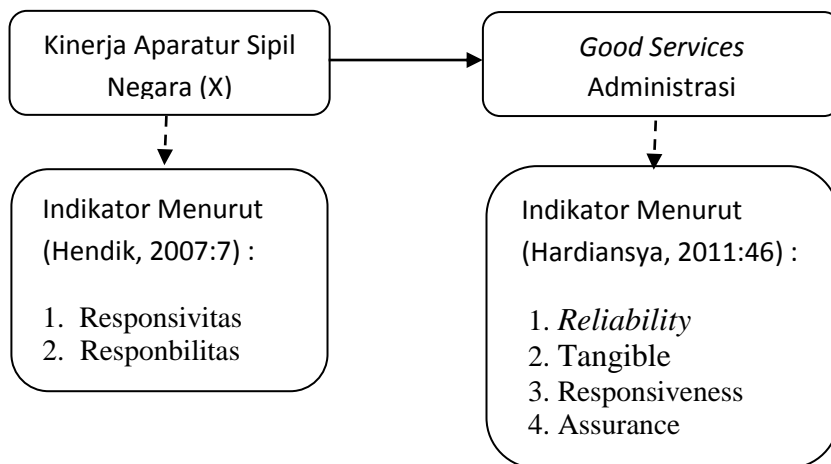 Kinerja Aparatur Sipil
Negara (X)
Good Services
Administrasi
Indikator Menurut
(Hendik, 2007:7) :
1. Responsivitas
2. Responbilitas
Indikator Menurut
(Hardiansya, 2011:46) :
1. Reliability
2. Tangible
3. Responsiveness
4. Assurance